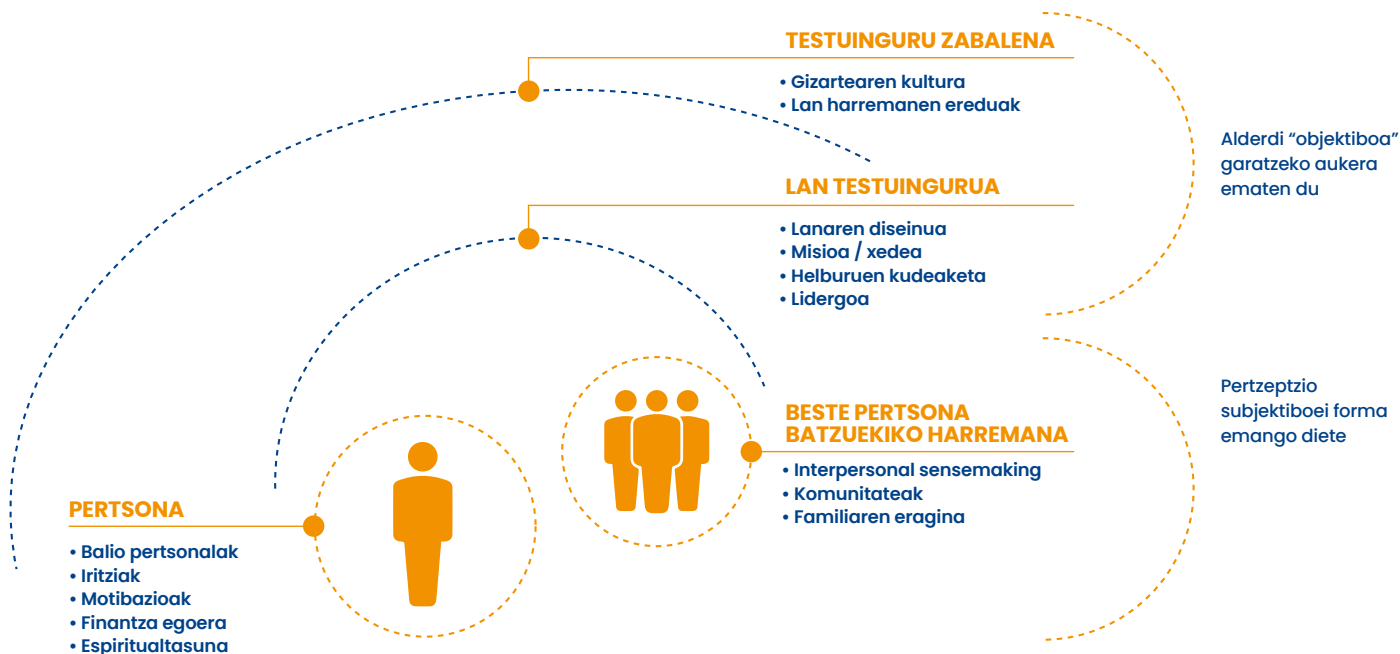 TESTUINGURU ZABALENA
• Gizartearen kultura
• Lan harremanen ereduak
Alderdi “objektiboa”
garatzeko aukera
ematen du
LAN TESTUINGURUA
• Lanaren diseinua
• Misioa / xedea
• Helburuen kudeaketa
• Lidergoa
Pertzeptzio
subjektiboei forma
emango diete
BESTE PERTSONA
BATZUEKIKO HARREMANA
• Interpersonal sensemaking
• Komunitateak
• Familiaren eragina
PERTSONA
• Balio pertsonalak
• Iritziak
• Motibazioak
• Finantza egoera
• Espiritualtasuna